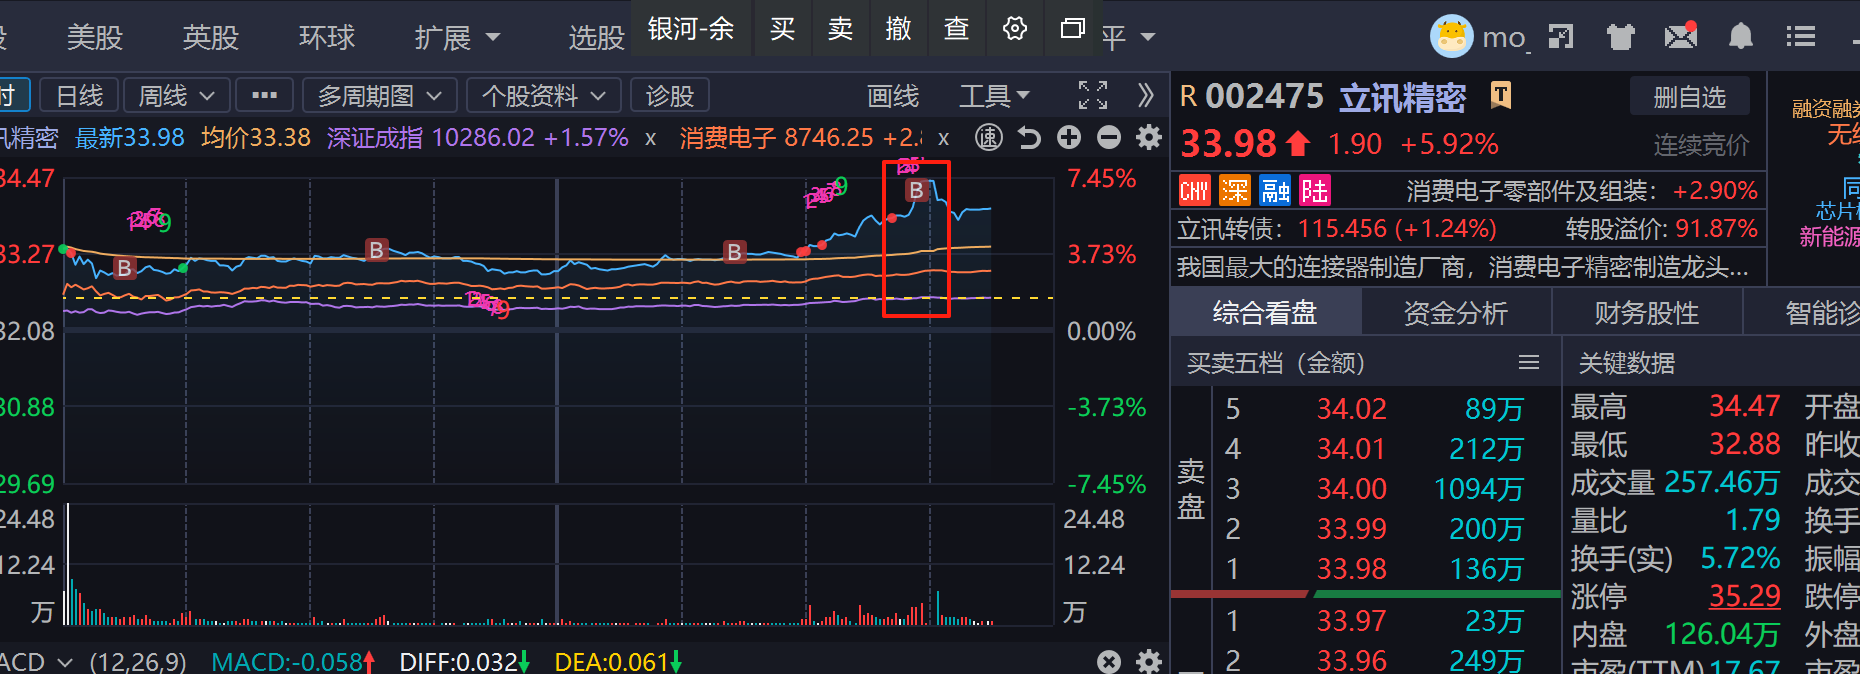 美股 英股 环球 扩展 选股 银河-余 买 卖 撤 查 平 mo_
时 日线 周线 ··· 多周期图 个股资料 诊股 画线 工具
讯精密 最新33.98 均价33.38 深证成指 10286.02 +1.57% x 消费电子 8746.25 +2. x 速
34.47 7.45%
33.27 3.73%
32.08 0.00%
30.88 -3.73%
29.69 -7.45%
B B B B
9 9 9
24.48 24.48
12.24 12.24
万 万
ACD (12,26,9) MACD:-0.058 DIFF:0.032 DEA:0.061
R 002475 立讯精密 T 删自选
33.98 1.90 +5.92% 连续竞价
CNY 深 融 陆 消费电子零部件及组装: +2.90%
立讯转债: 115.456 (+1.24%) 转股溢价: 91.87%
我国最大的连接器制造厂商，消费电子精密制造龙头...
融资融券
无线
同
芯片
新能源
综合看盘 资金分析 财务股性 智能诊
买卖五档（金额） 关键数据
卖盘
5 34.02 89万
4 34.01 212万
3 34.00 1094万
2 33.99 200万
1 33.98 136万
1 33.97 23万
2 33.96 249万
最高 34.47 开盘
最低 32.88 昨收
成交量 257.46万 成交
量比 1.79 换手
换手(实) 5.72% 振幅
涨停 35.29 跌停
内盘 126.04万 外盘
市盈(TTM) 17.67 市盈